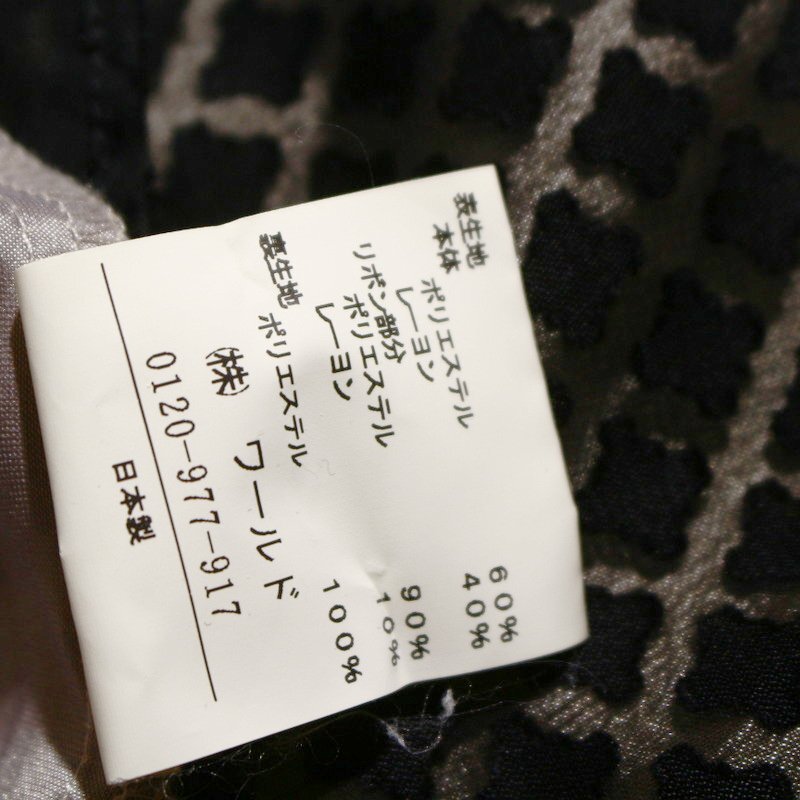 表生地
本体
ポリエステル 60%
レーヨン 40%
リボン部分
ポリエステル 90%
レーヨン 10%
裏生地
ポリエステル 100%
(株) ワールド
0120-977-917
日本製